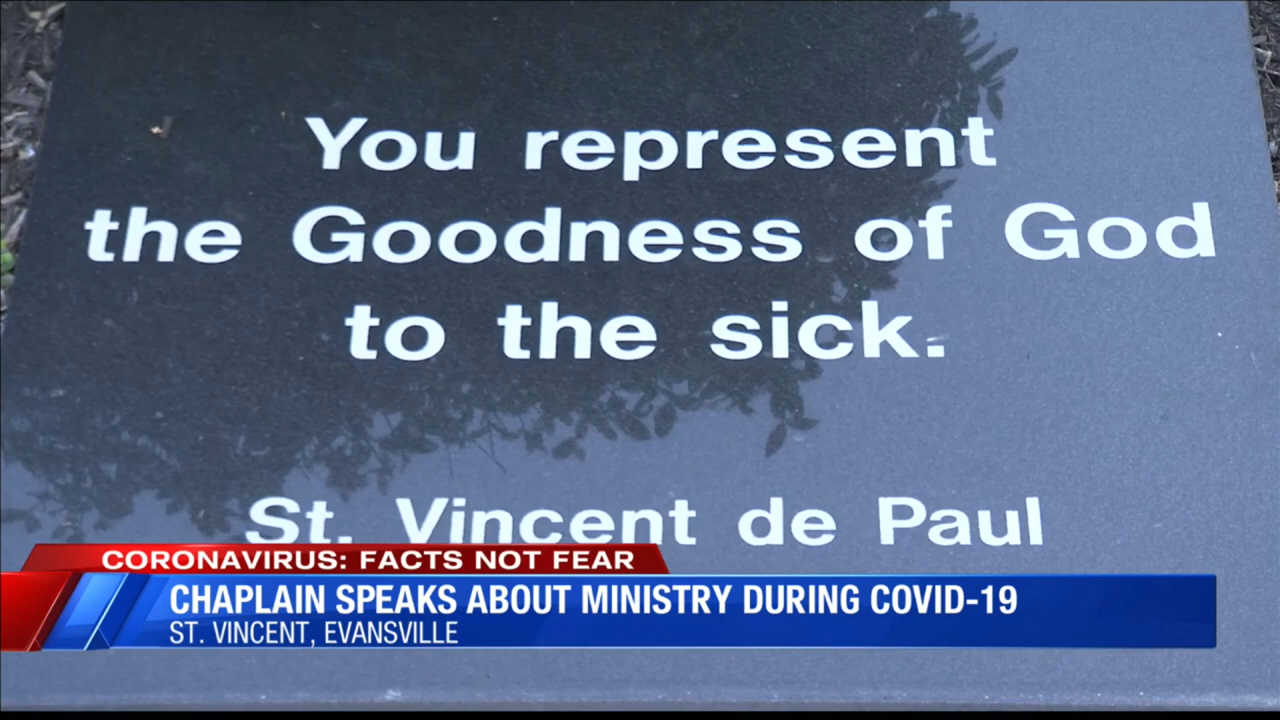 You represent
the Goodness of God
to the sick.
St. Vincent de Paul
CORONAVIRUS: FACTS NOT FEAR
CHAPLAIN SPEAKS ABOUT MINISTRY DURING COVID-19
ST. VINCENT, EVANSVILLE